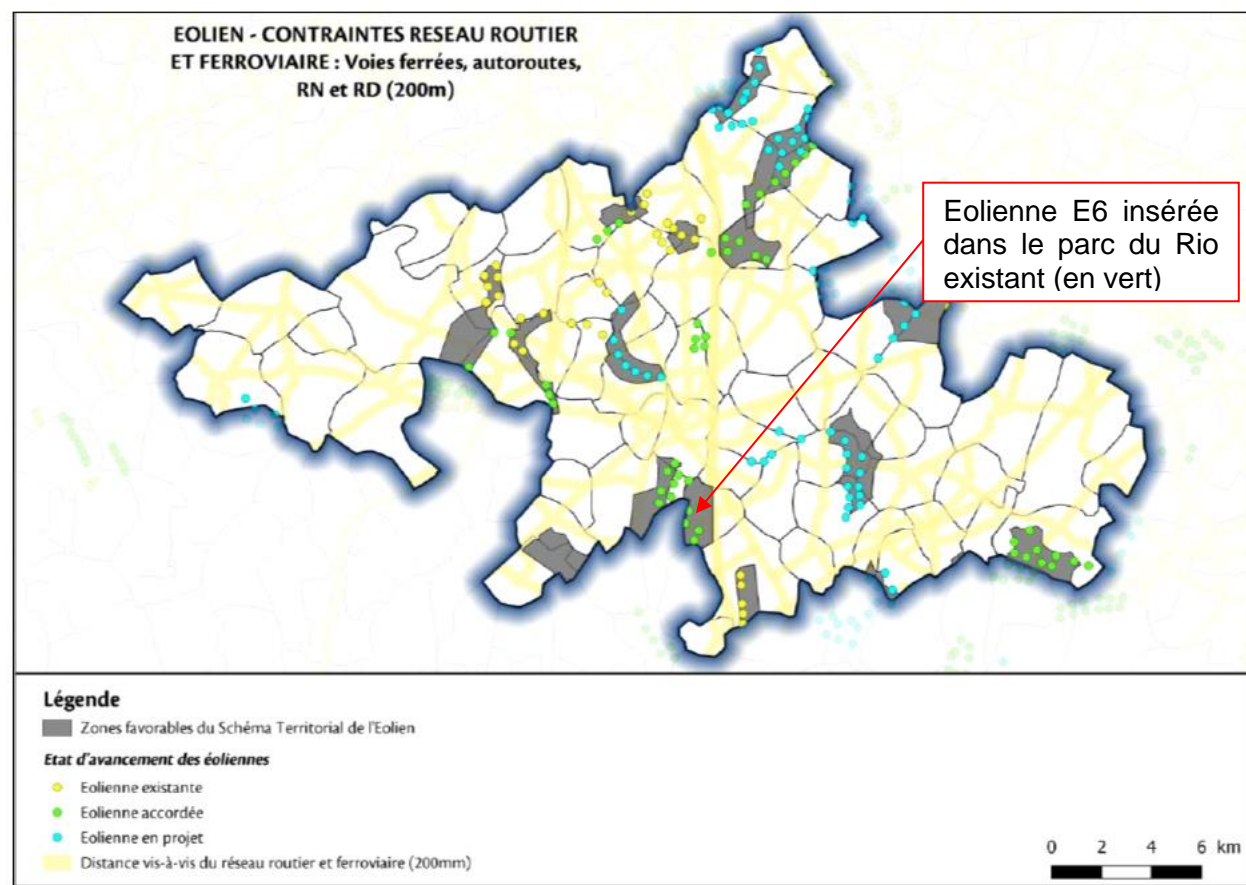 EOLIEN - CONTRAINTES RESEAU ROUTIER
ET FERROVIAIRE : Voies ferrées, autoroutes,
RN et RD (200m)
Eolienne E6 insérée
dans le parc du Rio
existant (en vert)
Légende
Zones favorables du Schéma Territorial de l'Eolien
Etat d'avancement des éoliennes
Eolienne existante
Eolienne accordée
Eolienne en projet
Distance vis-à-vis du réseau routier et ferroviaire (200mm)
0 2 4 6 km